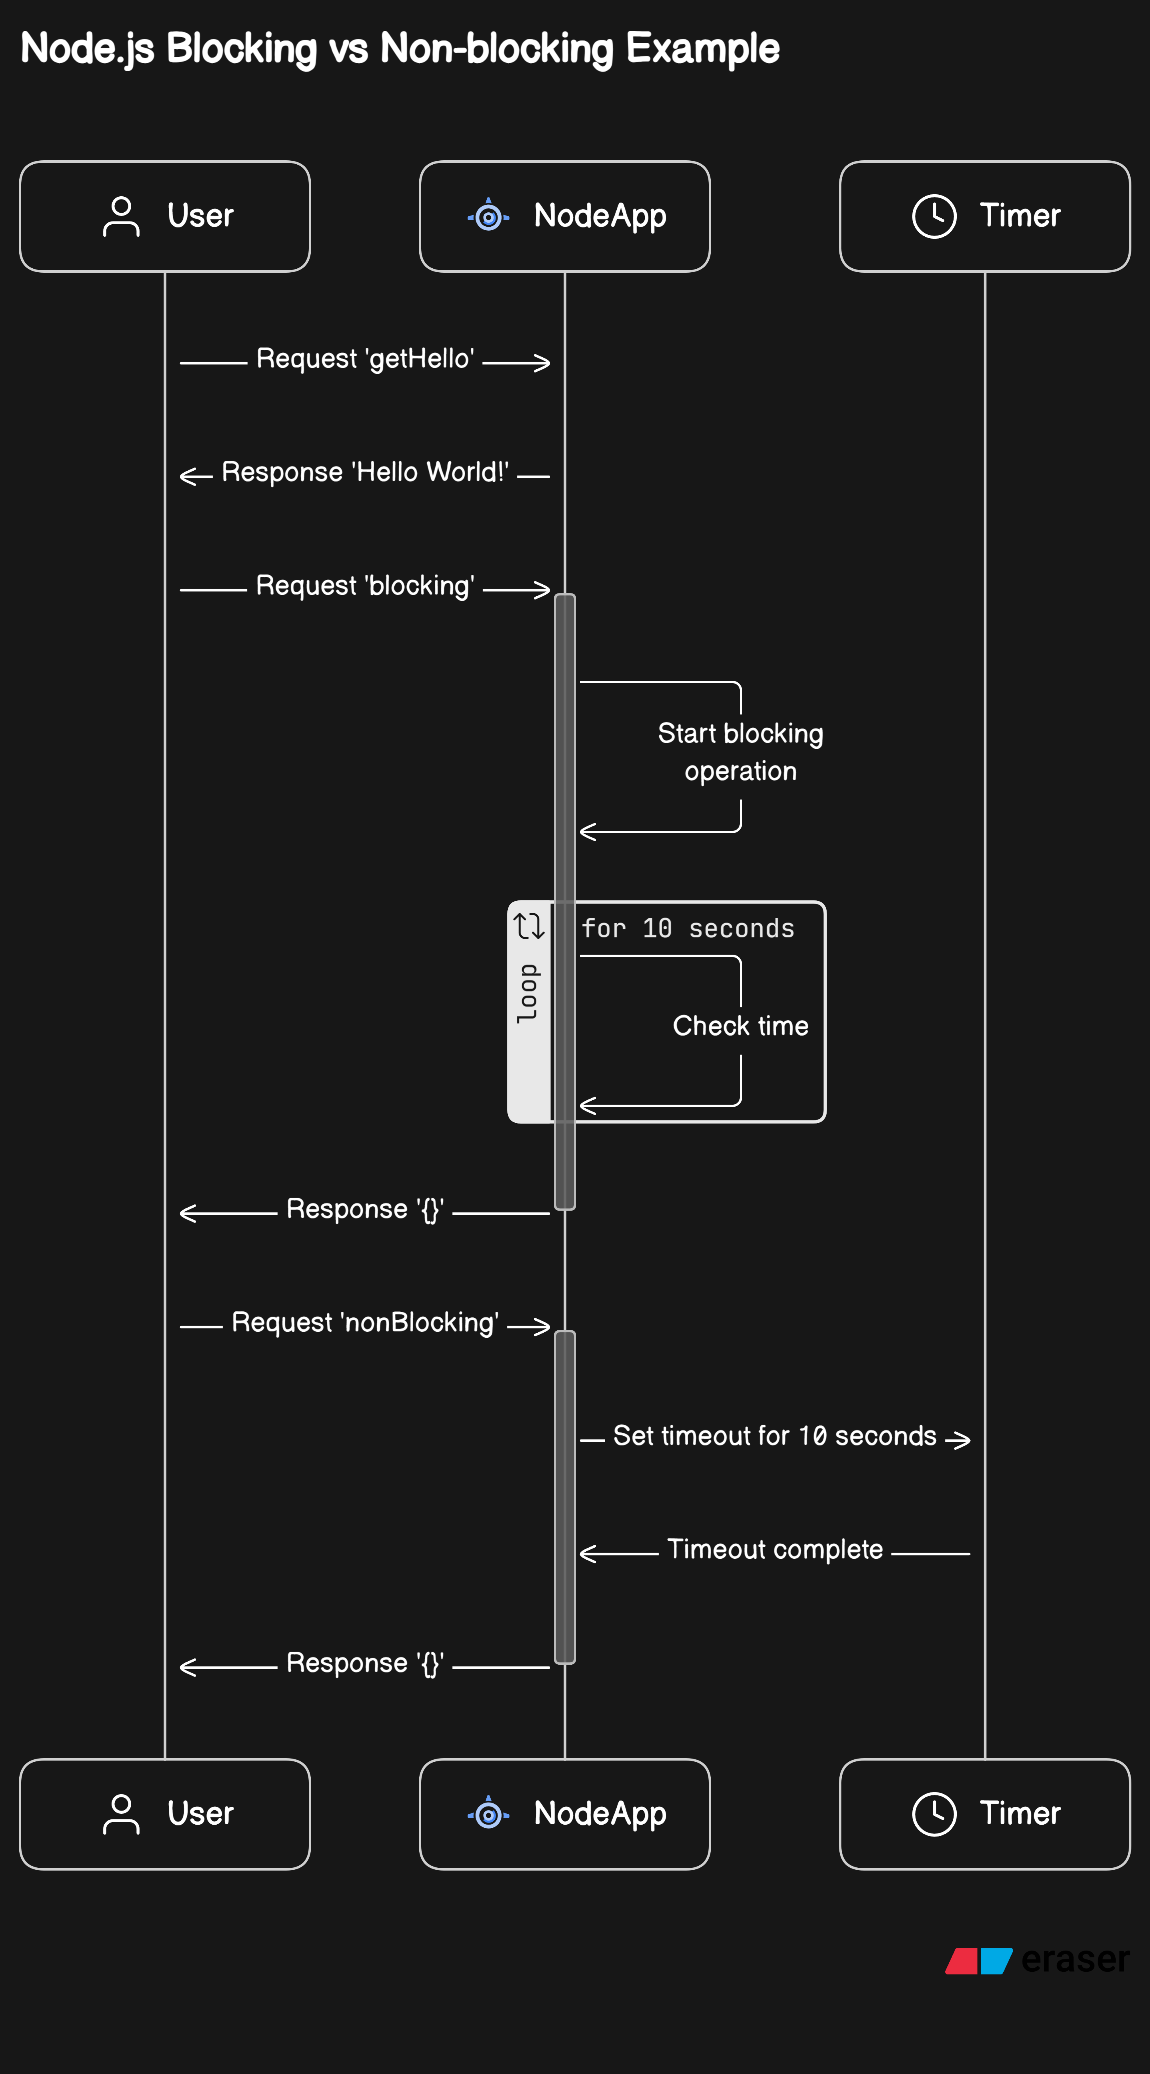 Node.js Blocking vs Non-blocking Example
User
NodeApp
Timer
Request 'getHello'
Response 'Hello World!'
Request 'blocking'
Start blocking
operation
loop
for 10 seconds
Check time
Response '{}'
Request 'nonBlocking'
Set timeout for 10 seconds
Timeout complete
Response '{}'
User
NodeApp
Timer
eraser